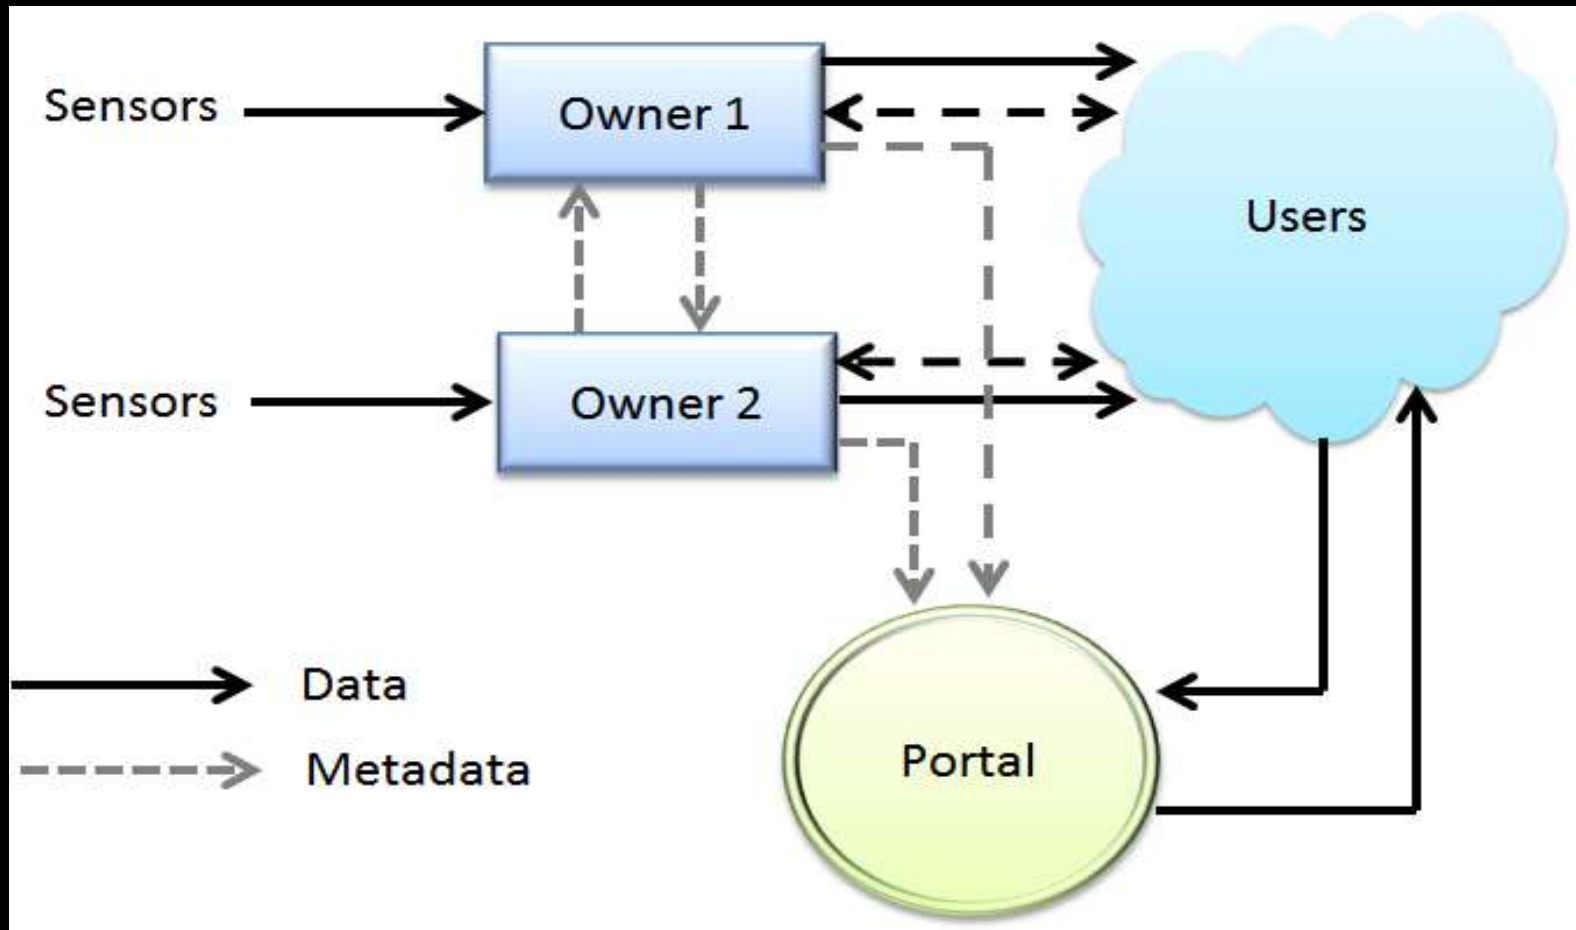 Sensors
Owner 1
Users
Sensors
Owner 2
Data
Metadata
Portal